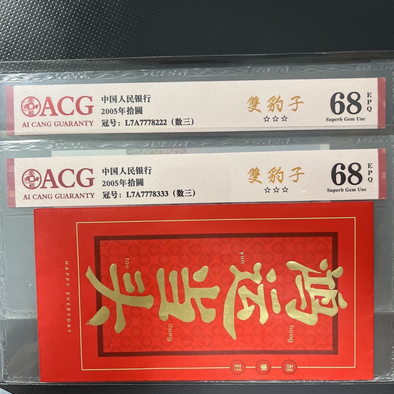 ACG
AI CANG GUARANTY
中国人民银行
2005年拾圓
冠号：L7A7778222（数三）
雙豹子
☆☆☆
68 EPQ
Superb Gem Unc
ACG
AI CANG GUARANTY
中国人民银行
2005年拾圓
冠号：L7A7778333（数三）
雙豹子
☆☆☆
68 EPQ
Superb Gem Unc
鸿运当头
hong
yun
dong
tou
HAPPY EVERYDAY